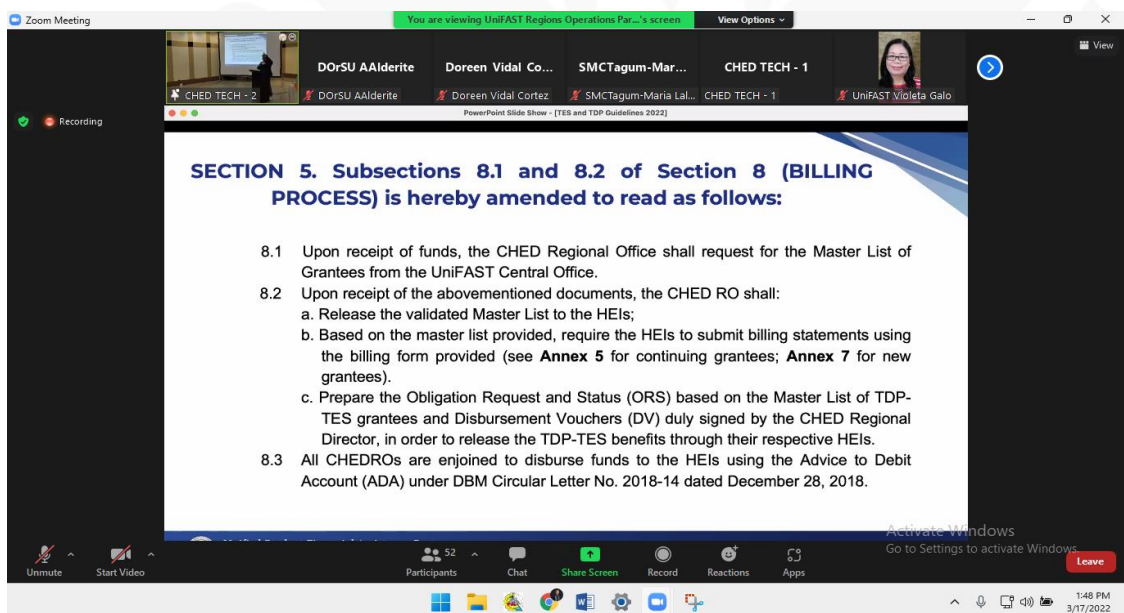 Zoom Meeting
You are viewing UniFAST Regions Operations Par...'s screen
View Options
View
DOrSU AAlderite
Doreen Vidal Co...
SMCTagum-Mar...
CHED TECH - 1
CHED TECH - 2
DOrSU AAlderite
Doreen Vidal Cortez
SMCTagum-Maria Lal...
CHED TECH - 1
UniFAST Violeta Galo
Recording
PowerPoint Slide Show - [TES and TDP Guidelines 2022]
SECTION 5. Subsections 8.1 and 8.2 of Section 8 (BILLING
PROCESS) is hereby amended to read as follows:
8.1 Upon receipt of funds, the CHED Regional Office shall request for the Master List of
Grantees from the UniFAST Central Office.
8.2 Upon receipt of the abovementioned documents, the CHED RO shall:
a. Release the validated Master List to the HEIs;
b. Based on the master list provided, require the HEIs to submit billing statements using
the billing form provided (see Annex 5 for continuing grantees; Annex 7 for new
grantees).
c. Prepare the Obligation Request and Status (ORS) based on the Master List of TDP-
TES grantees and Disbursement Vouchers (DV) duly signed by the CHED Regional
Director, in order to release the TDP-TES benefits through their respective HEIs.
8.3 All CHEDROs are enjoined to disburse funds to the HEIs using the Advice to Debit
Account (ADA) under DBM Circular Letter No. 2018-14 dated December 28, 2018.
Activate Windows
Go to Settings to activate Windows.
Unmute
Start Video
52
Participants
Chat
Share Screen
Record
Reactions
Apps
Leave
1:48 PM
3/17/2022